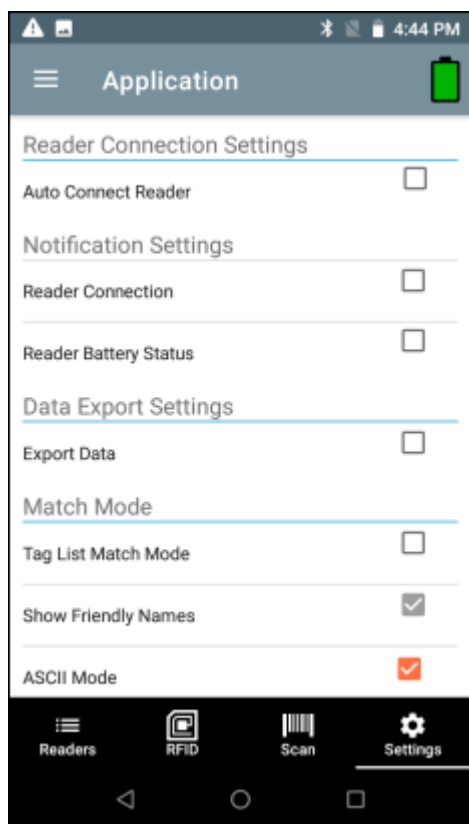 4:44 PM
Application
Reader Connection Settings
Auto Connect Reader
Notification Settings
Reader Connection
Reader Battery Status
Data Export Settings
Export Data
Match Mode
Tag List Match Mode
Show Friendly Names
ASCII Mode
Readers RFID Scan Settings